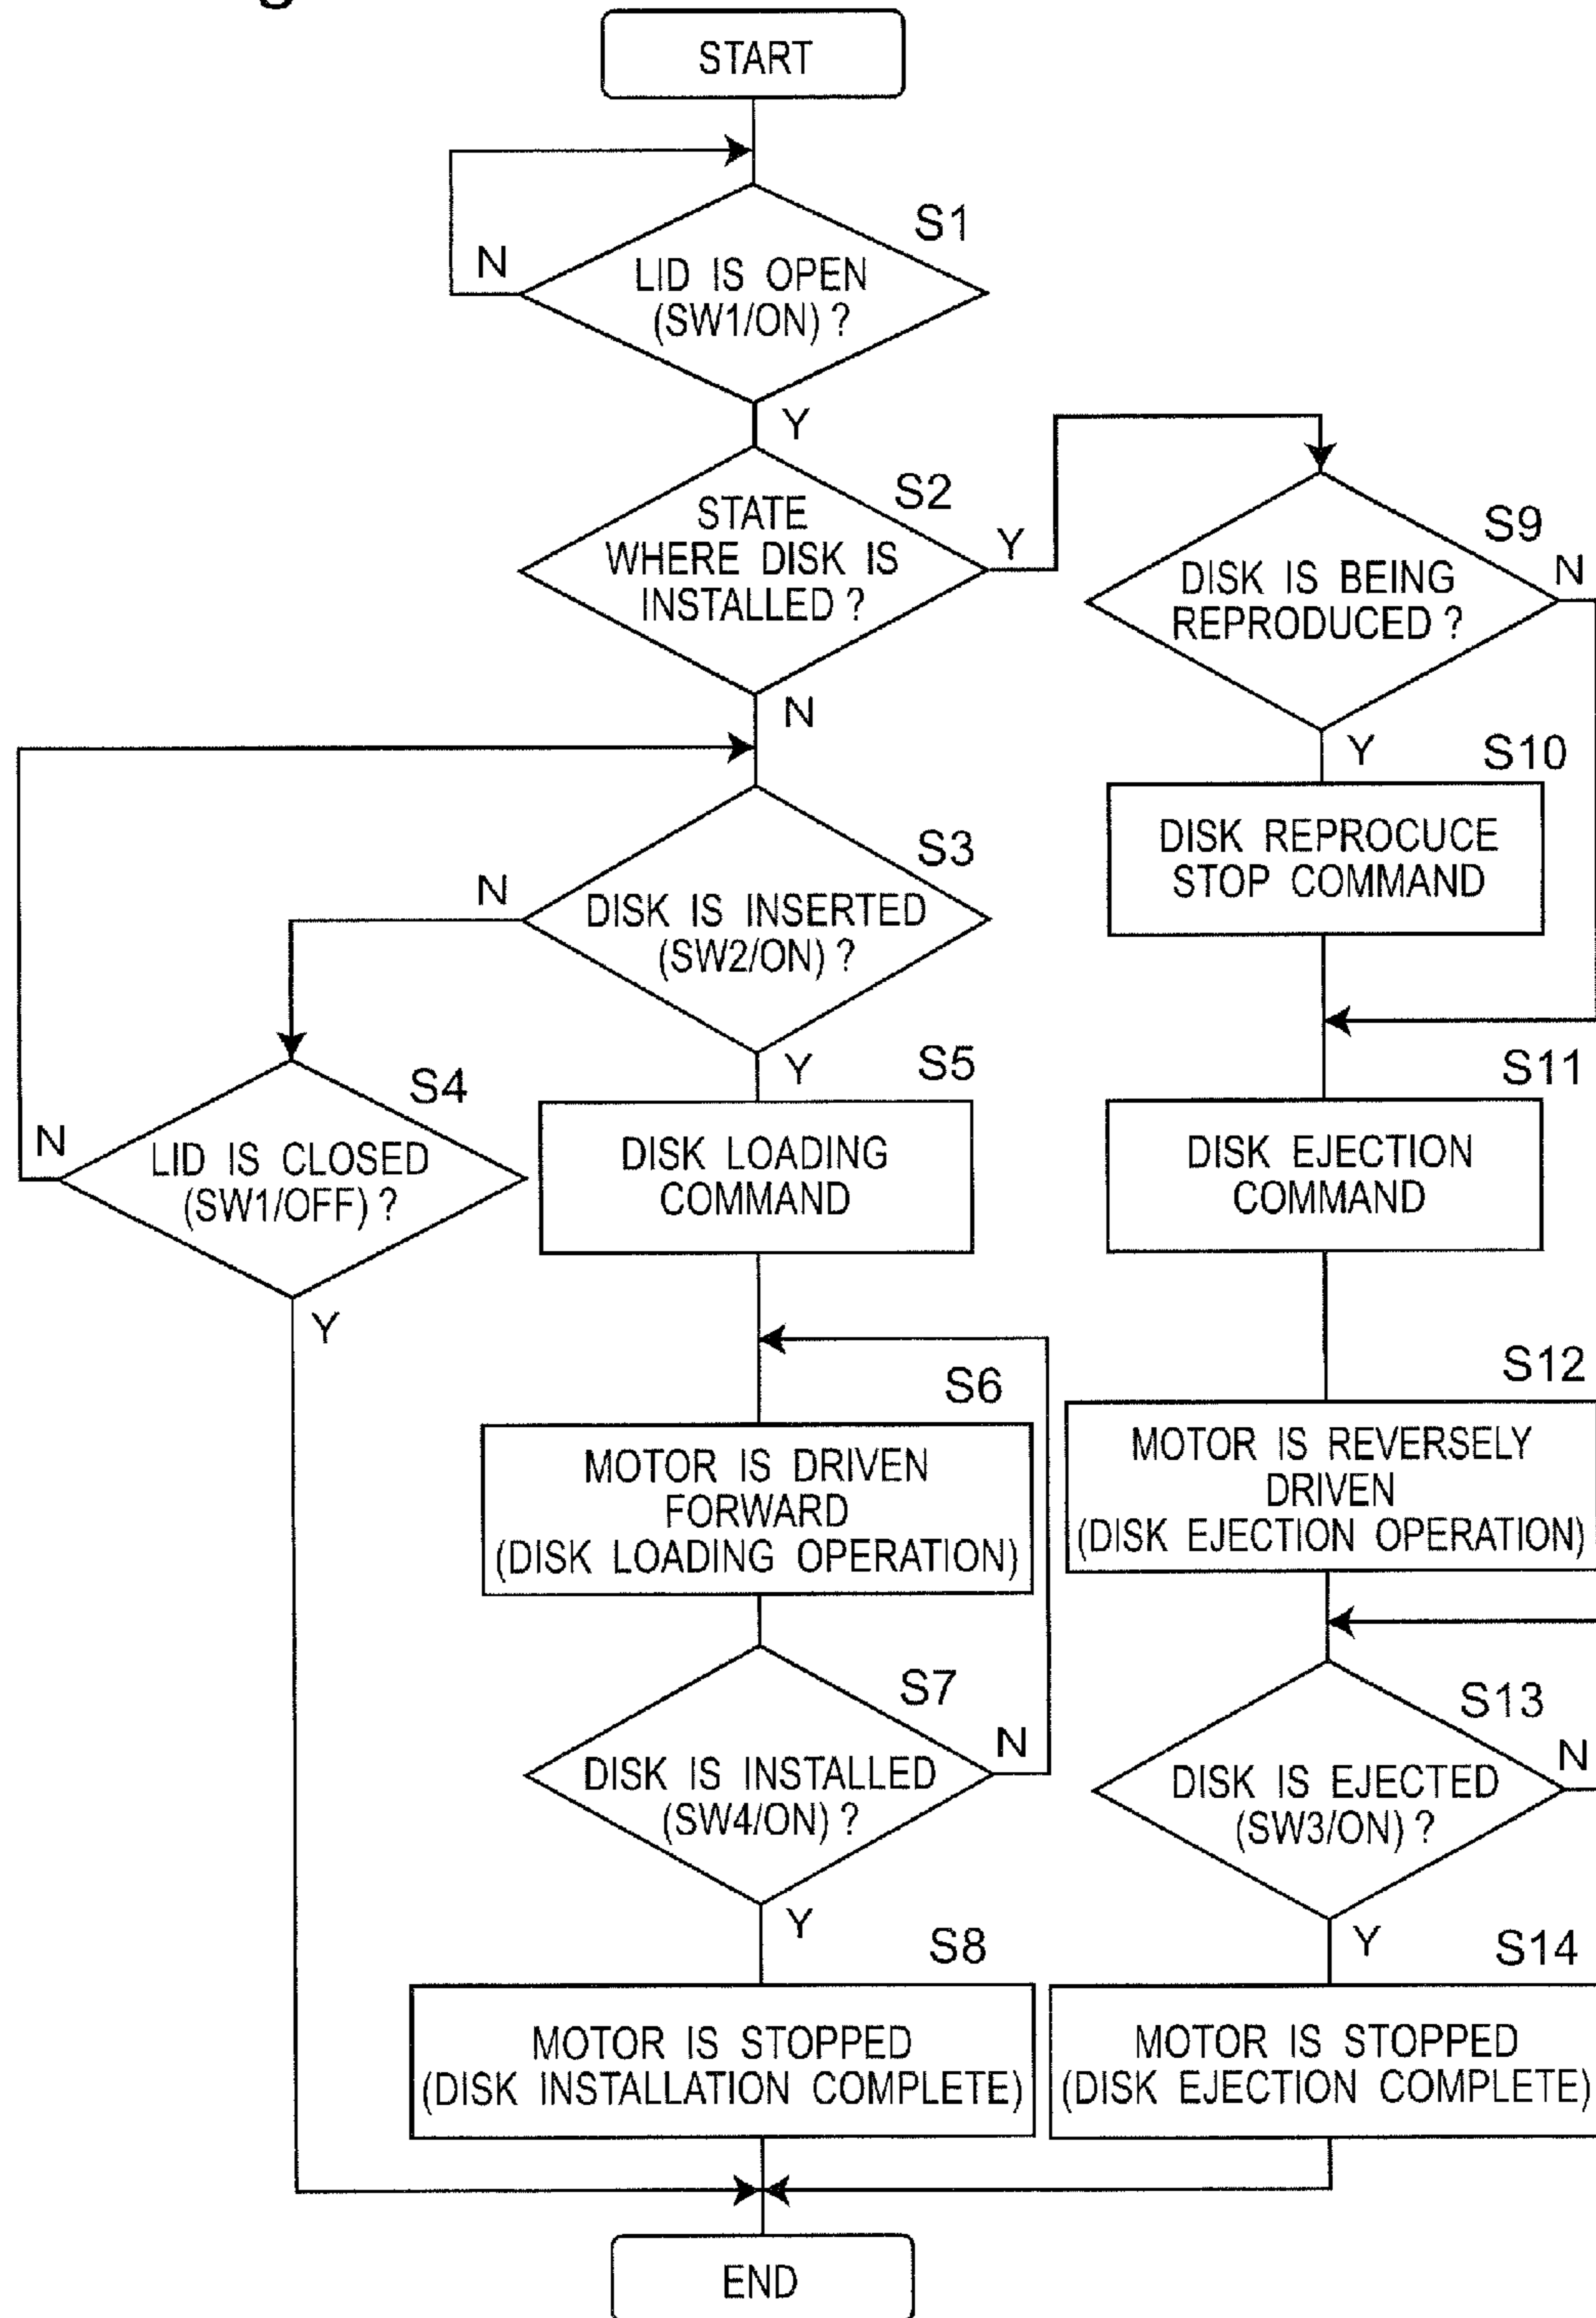 START
S1
N
LID IS OPEN
(SW1/ON) ?
Y
S2
STATE
WHERE DISK IS
INSTALLED ?
Y
N
S3
N
DISK IS INSERTED
(SW2/ON) ?
Y
S4
N
LID IS CLOSED
(SW1/OFF) ?
Y
S5
DISK LOADING
COMMAND
S6
MOTOR IS DRIVEN
FORWARD
(DISK LOADING OPERATION)
S7
N
DISK IS INSTALLED
(SW4/ON) ?
Y
S8
MOTOR IS STOPPED
(DISK INSTALLATION COMPLETE)
S9
N
DISK IS BEING
REPRODUCED ?
Y
S10
DISK REPROCUCE
STOP COMMAND
S11
DISK EJECTION
COMMAND
S12
MOTOR IS REVERSELY
DRIVEN
(DISK EJECTION OPERATION)
S13
N
DISK IS EJECTED
(SW3/ON) ?
Y
S14
MOTOR IS STOPPED
(DISK EJECTION COMPLETE)
END